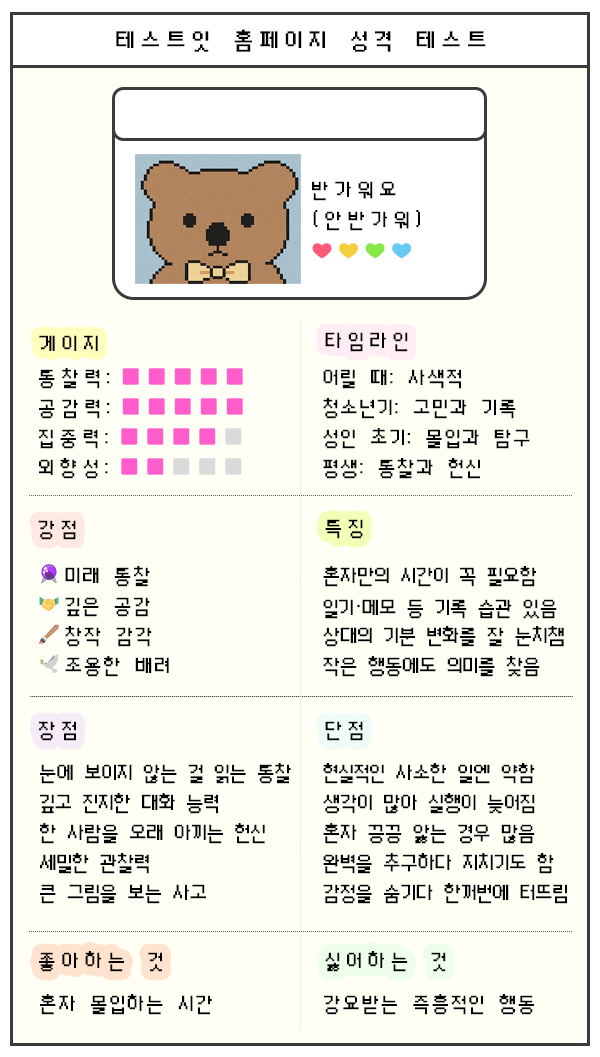 테스트잇 홈페이지 성격 테스트
반가워요
(안반가워)
게이지
통찰력:
공감력:
집중력:
외향성:
타임라인
어릴 때: 사색적
청소년기: 고민과 기록
성인 초기: 몰입과 탐구
평생: 통찰과 헌신
강점
미래 통찰
깊은 공감
창작 감각
조용한 배려
특징
혼자만의 시간이 꼭 필요함
일기·메모 등 기록 습관 있음
상대의 기분 변화를 잘 눈치챔
작은 행동에도 의미를 찾음
장점
눈에 보이지 않는 걸 읽는 통찰
깊고 진지한 대화 능력
한 사람을 오래 아끼는 헌신
세밀한 관찰력
큰 그림을 보는 사고
단점
현실적인 사소한 일엔 약함
생각이 많아 실행이 늦어짐
혼자 끙끙 앓는 경우 많음
완벽을 추구하다 지치기도 함
감정을 숨기다 한꺼번에 터뜨림
좋아하는 것
혼자 몰입하는 시간
싫어하는 것
강요받는 즉흥적인 행동